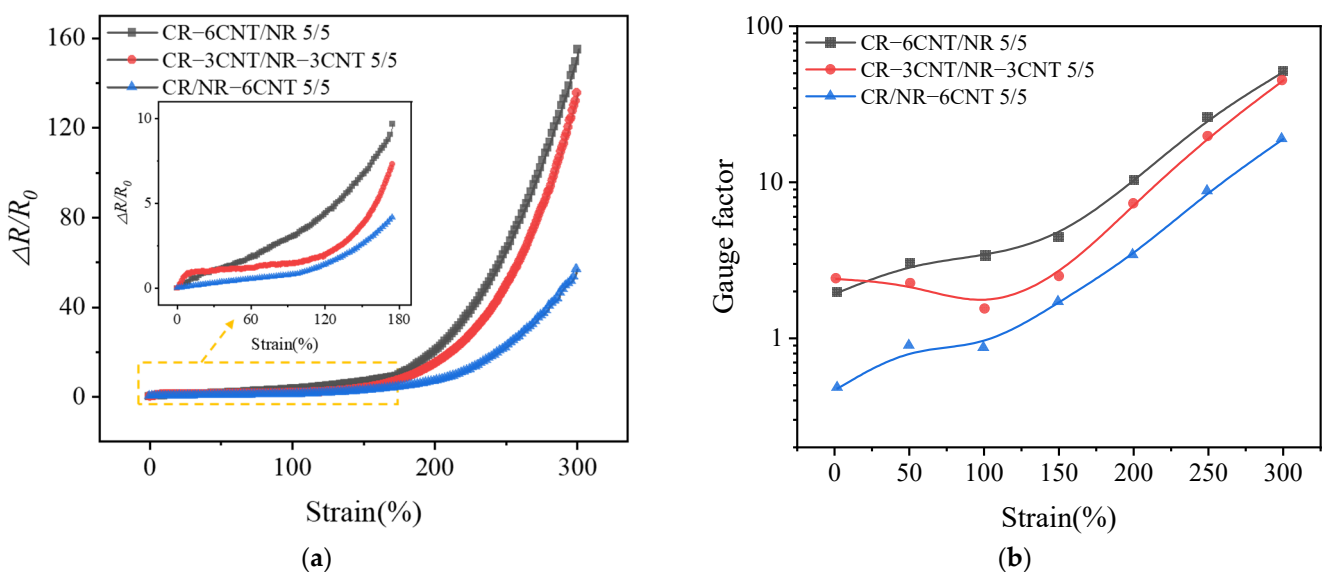 CR−6CNT/NR 5/5
CR−3CNT/NR−3CNT 5/5
CR/NR−6CNT 5/5
160
120
80
40
0
ΔR/R0
10
5
0
ΔR/R0
0 60 120 180
Strain(%)
0 100 200 300
Strain(%)
(a)
CR−6CNT/NR 5/5
CR−3CNT/NR−3CNT 5/5
CR/NR−6CNT 5/5
100
10
1
Gauge factor
0 50 100 150 200 250 300
Strain(%)
(b)